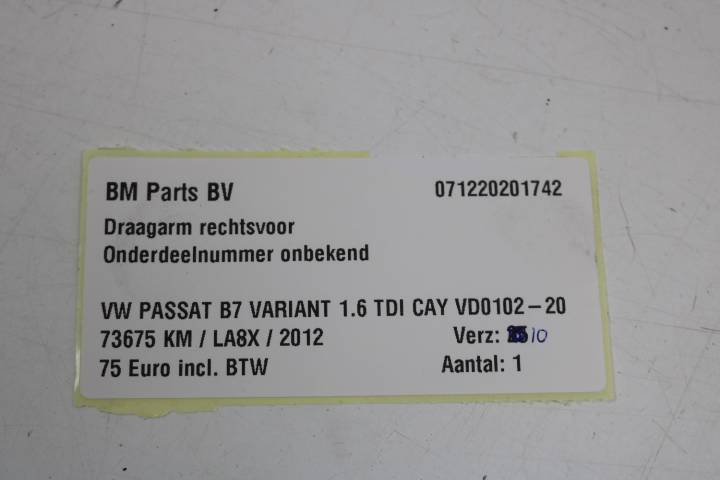 BM Parts BV 071220201742
Draagarm rechtsvoor
Onderdeelnummer onbekend
VW PASSAT B7 VARIANT 1.6 TDI CAY VD0102-20
73675 KM / LA8X / 2012 Verz: 10
75 Euro incl. BTW Aantal: 1